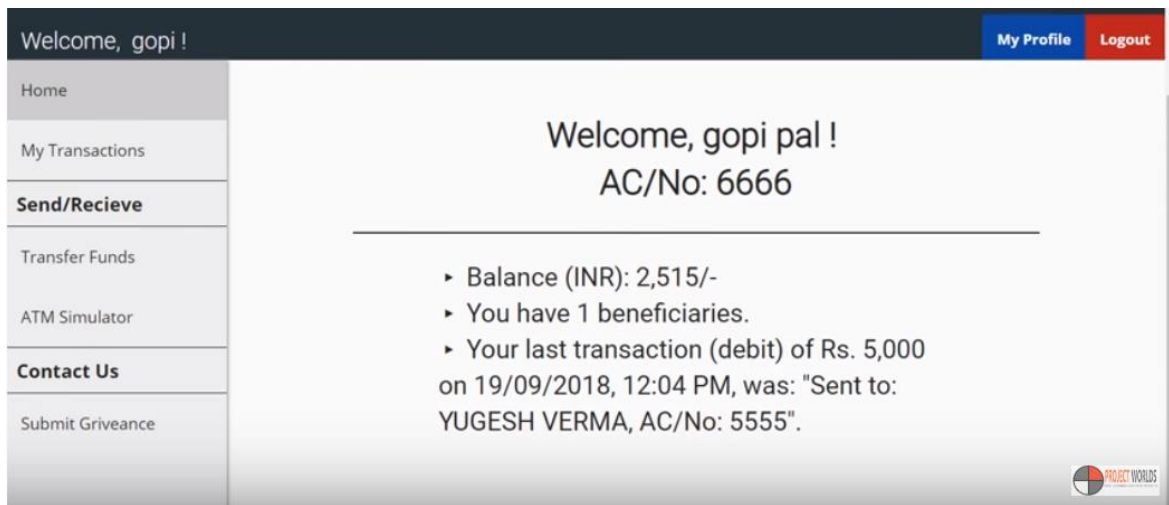 Welcome, gopi !
My Profile
Logout
Home
My Transactions
Send/Recieve
Transfer Funds
ATM Simulator
Contact Us
Submit Griveance
Welcome, gopi pal !
AC/No: 6666
‣ Balance (INR): 2,515/-
‣ You have 1 beneficiaries.
‣ Your last transaction (debit) of Rs. 5,000
on 19/09/2018, 12:04 PM, was: "Sent to:
YUGESH VERMA, AC/No: 5555".
PROJECT WORLDS